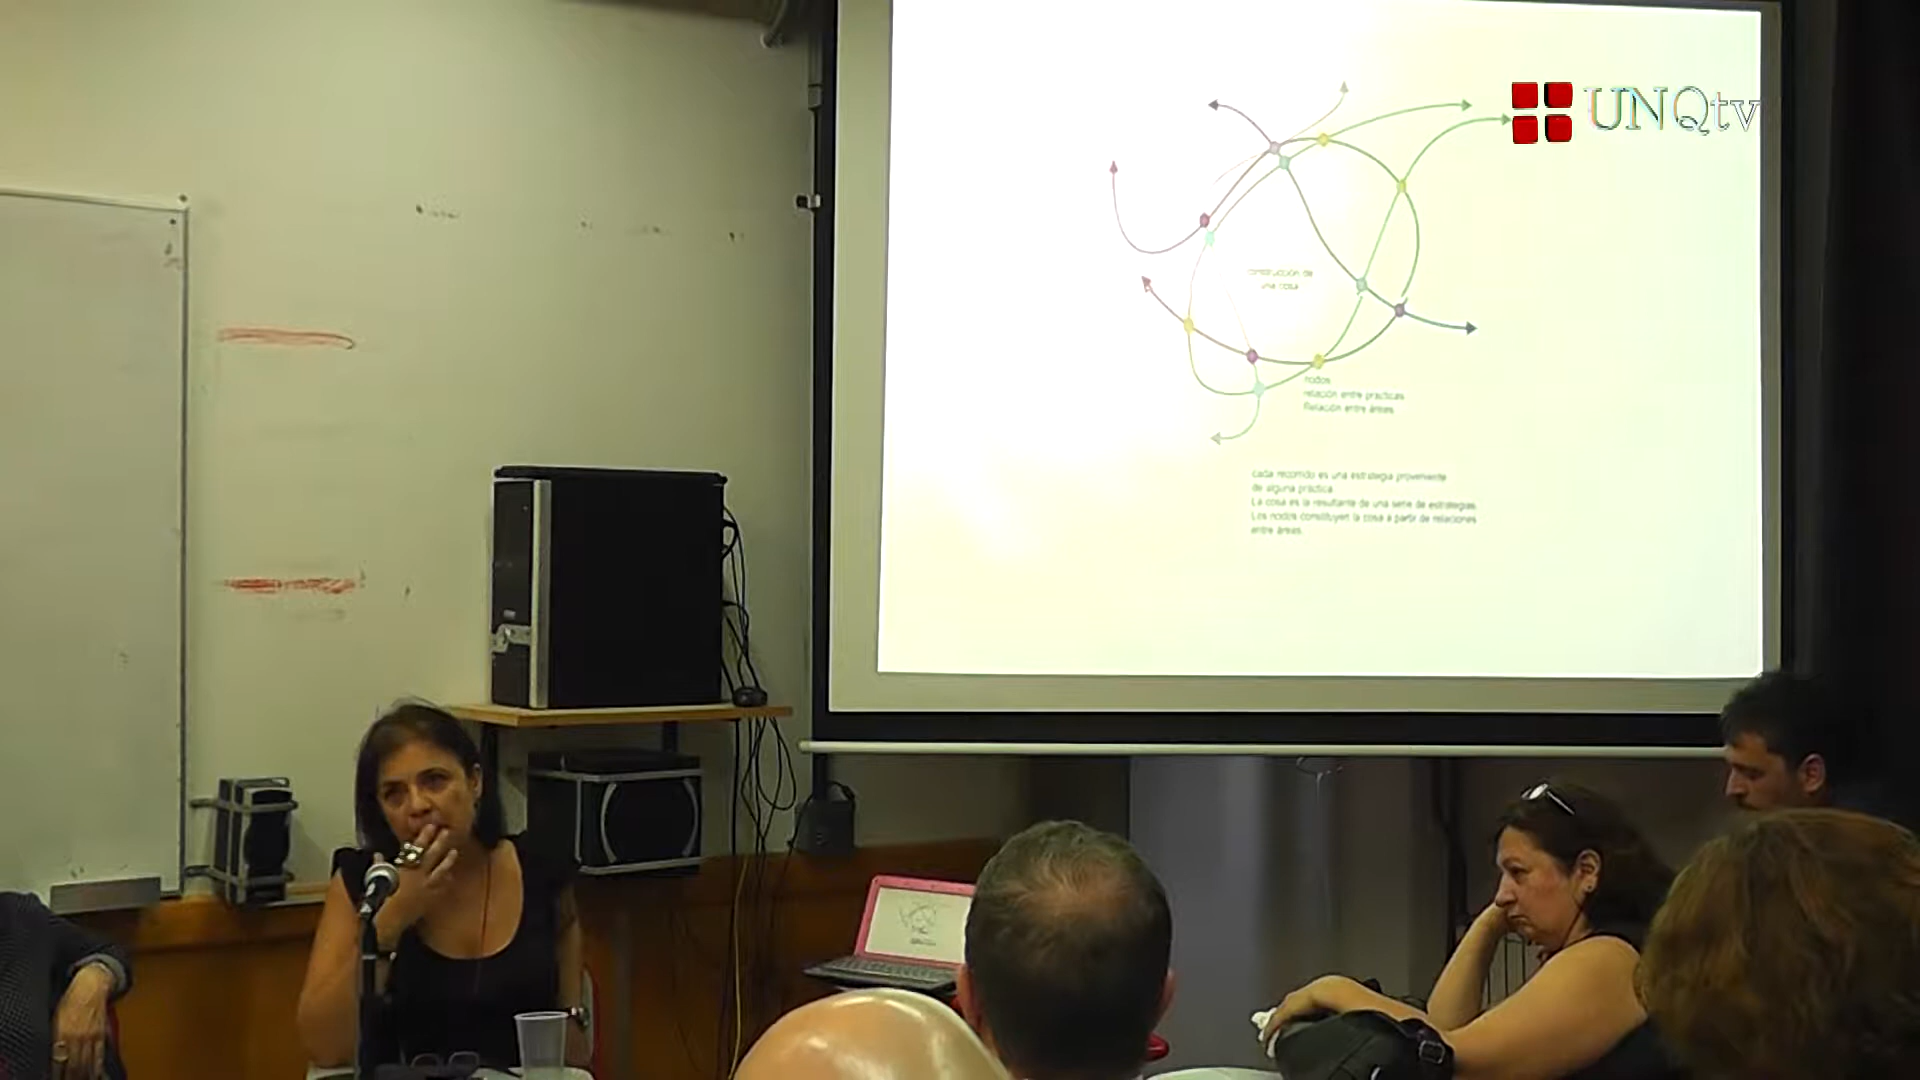 UNQtv
construcción de
una cosa
nodos
relación entre prácticas
Relación entre áreas
cada recorrido es una estrategia proveniente
de alguna práctica
La cosa es la resultante de una serie de estrategias
Los nodos constituyen la cosa a partir de relaciones
entre áreas